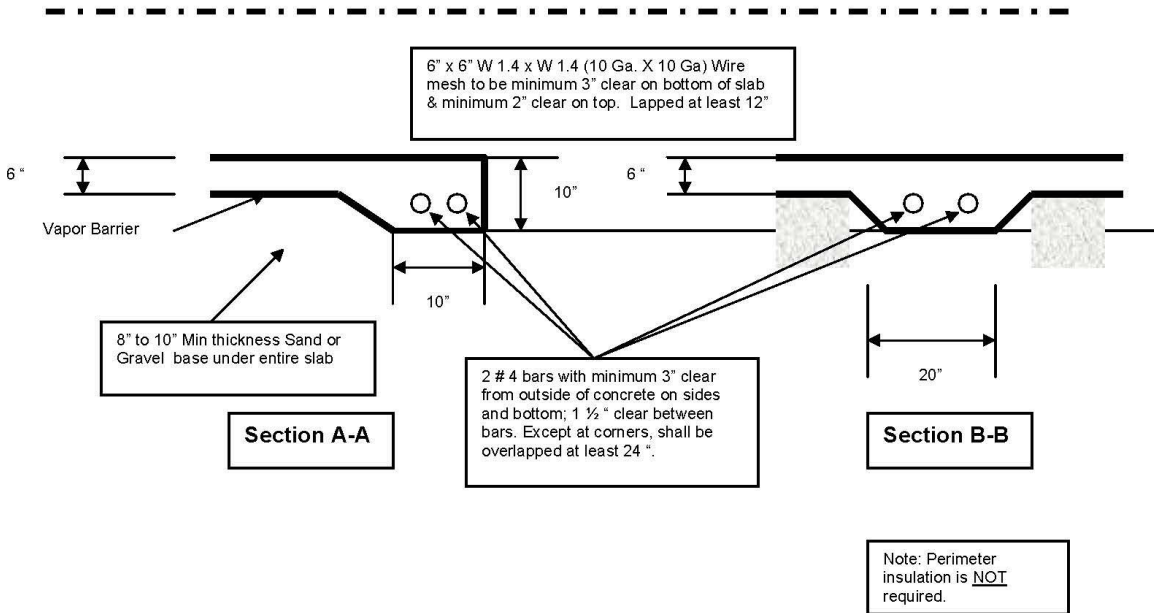 6” x 6” W 1.4 x W 1.4 (10 Ga. X 10 Ga) Wire
mesh to be minimum 3” clear on bottom of slab
& minimum 2” clear on top.  Lapped at least 12”
6 “
10”
6 “
Vapor Barrier
10”
8” to 10” Min thickness Sand or
Gravel  base under entire slab
2 # 4 bars with minimum 3” clear
from outside of concrete on sides
and bottom; 1 ½ “ clear between
bars. Except at corners, shall be
overlapped at least 24 “.
20”
Section A-A
Section B-B
Note: Perimeter
insulation is NOT
required.